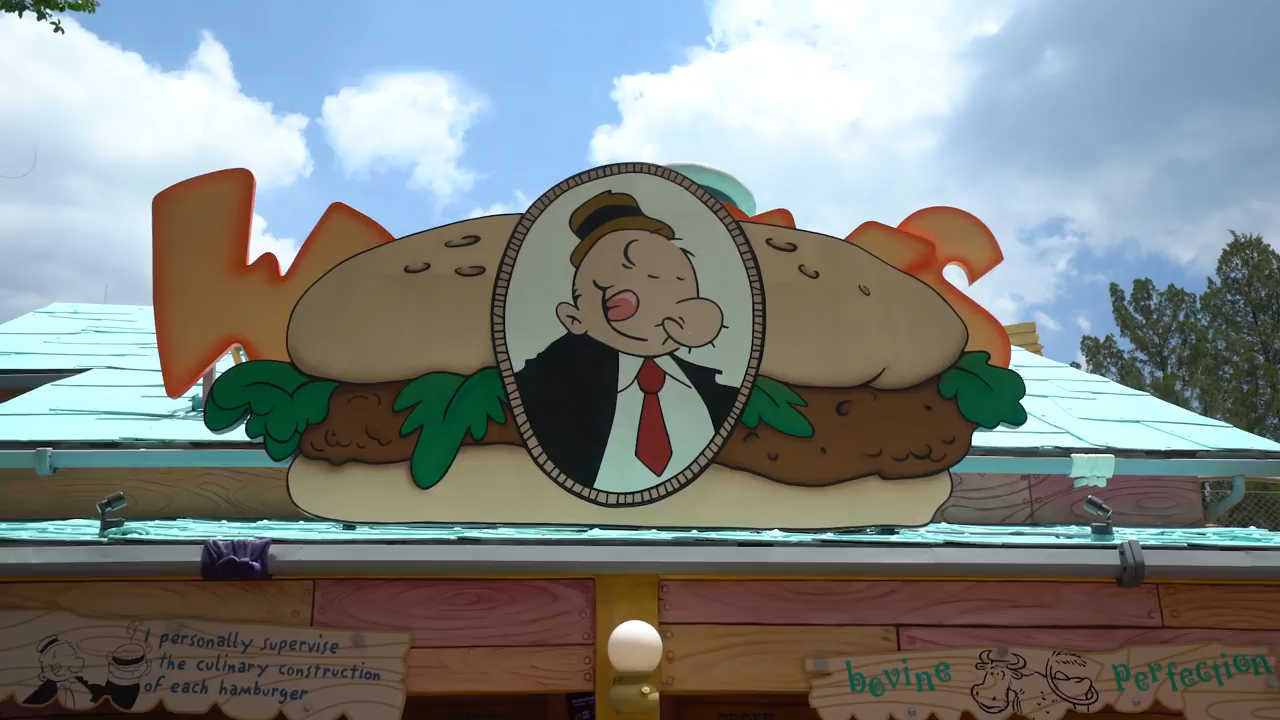 I personally supervise
the culinary construction
of each hamburger
bovine perfection